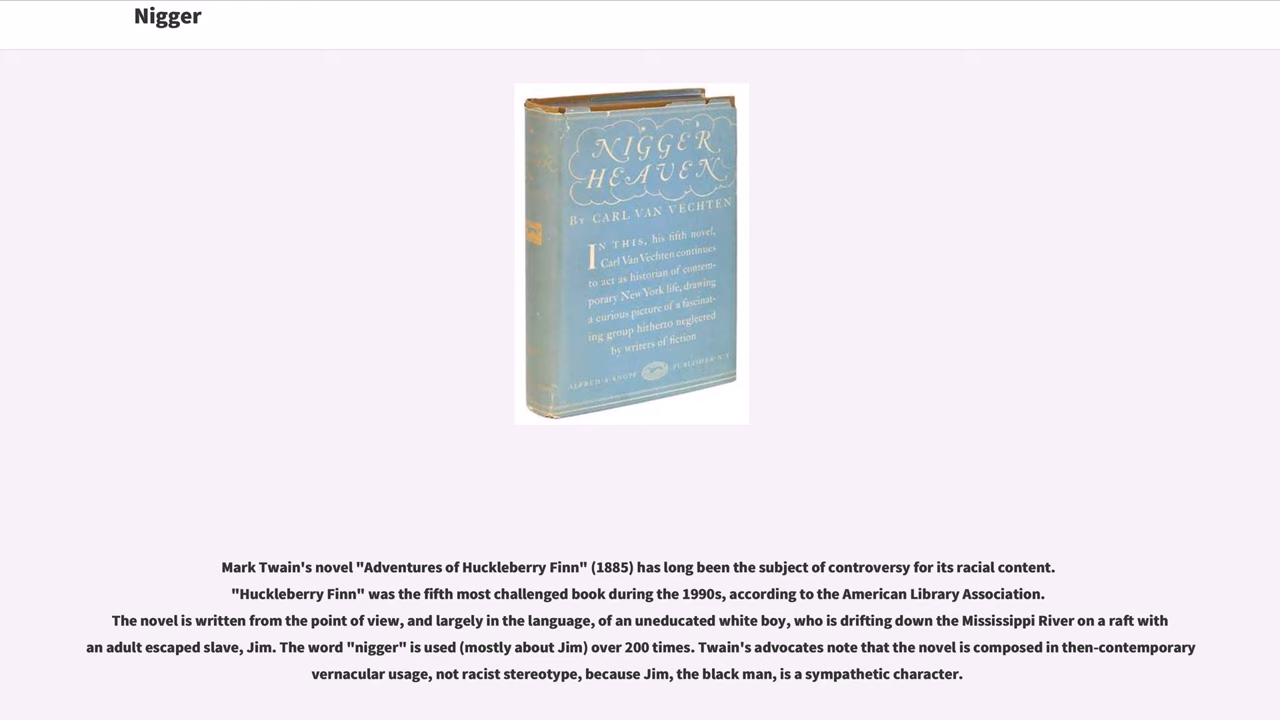 Nigger
NIGGER
HEAVEN
By CARL VAN VECHTEN
IN THIS, his fifth novel,
Carl Van Vechten continues
to act as historian of contem-
porary New York life, drawing
a curious picture of a fascinat-
ing group hitherto neglected
by writers of fiction
ALFRED A KNOPF PUBLISHER N.Y.
Mark Twain's novel "Adventures of Huckleberry Finn" (1885) has long been the subject of controversy for its racial content.
"Huckleberry Finn" was the fifth most challenged book during the 1990s, according to the American Library Association.
The novel is written from the point of view, and largely in the language, of an uneducated white boy, who is drifting down the Mississippi River on a raft with
an adult escaped slave, Jim. The word "nigger" is used (mostly about Jim) over 200 times. Twain's advocates note that the novel is composed in then-contemporary
vernacular usage, not racist stereotype, because Jim, the black man, is a sympathetic character.